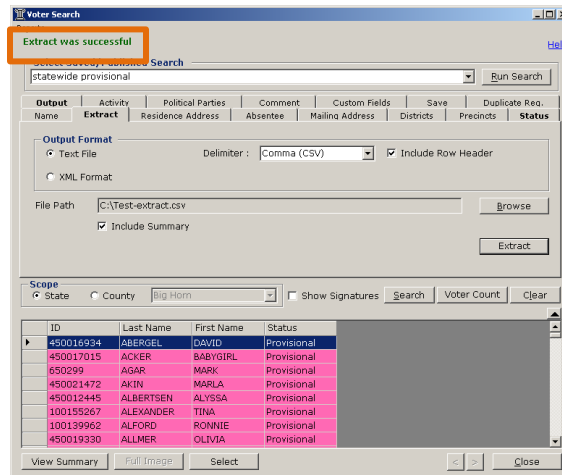 Voter Search
Extract was successful
Hel
Select Saved/Published Search
statewide provisional
Run Search
Output Activity Political Parties Comment Custom Fields Save Duplicate Reg.
Name Extract Residence Address Absentee Mailing Address Districts Precincts Status
Output Format
Text File Delimiter : Comma (CSV) Include Row Header
XML Format
File Path C:\Test-extract.csv Browse
Include Summary
Extract
Scope
State County Big Horn Show Signatures Search Voter Count Clear
ID Last Name First Name Status
450016934 ABERGEL DAVID Provisional
450017015 ACKER BABYGIRL Provisional
650299 AGAR MARK Provisional
450021472 AKIN MARLA Provisional
450012445 ALBERTSEN ALYSSA Provisional
100155267 ALEXANDER TINA Provisional
100139962 ALFORD RONNIE Provisional
450019330 ALLMER OLIVIA Provisional
View Summary Full Image Select < > Close